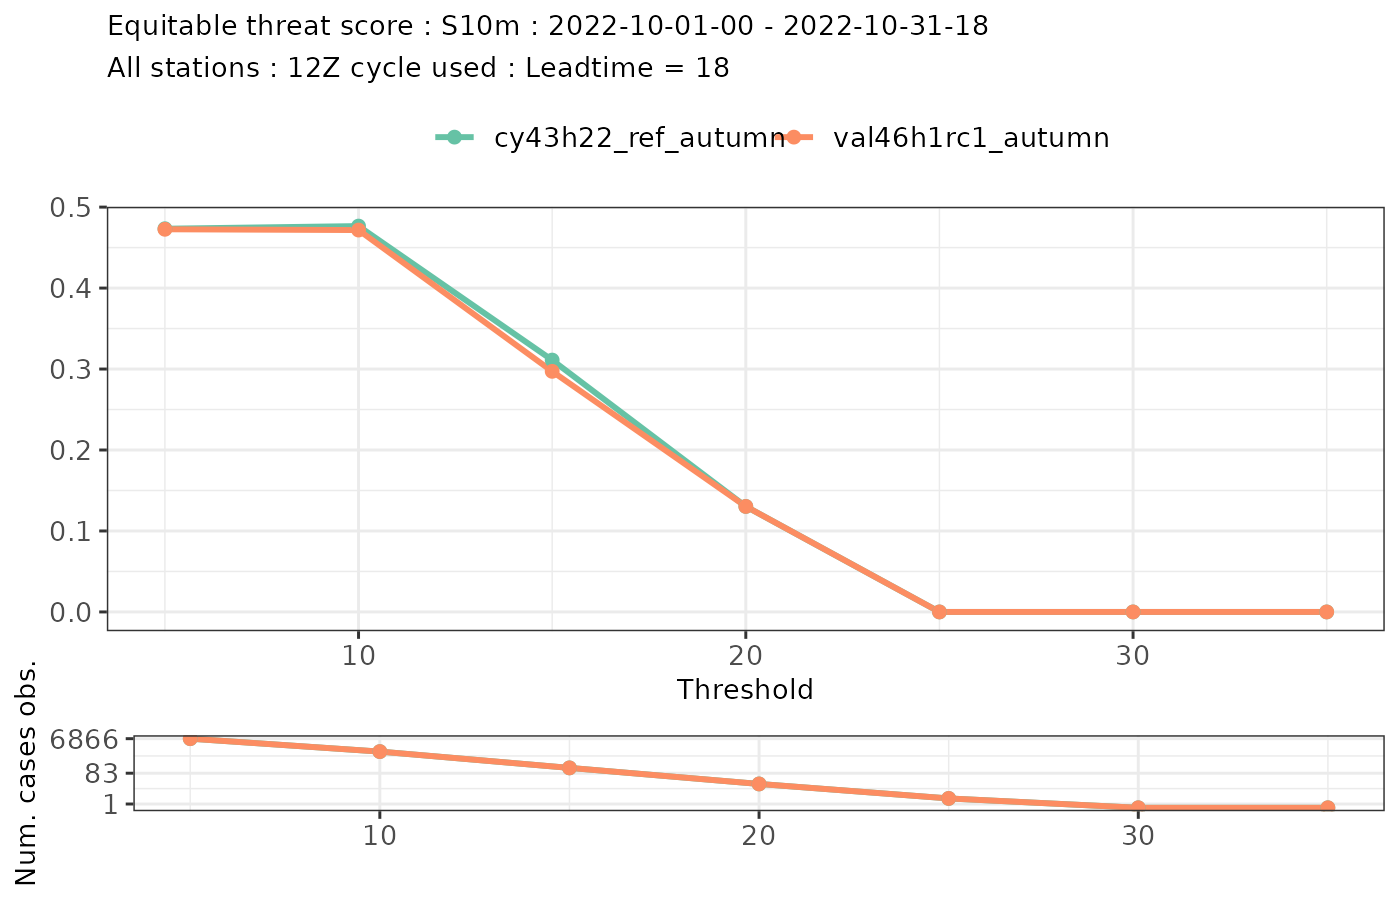 Equitable threat score : S10m : 2022-10-01-00 - 2022-10-31-18
All stations : 12Z cycle used : Leadtime = 18
cy43h22_ref_autumn val46h1rc1_autumn
0.5
0.4
0.3
0.2
0.1
0.0
10 20 30
Threshold
Num. cases obs.
6866
83
1
10 20 30